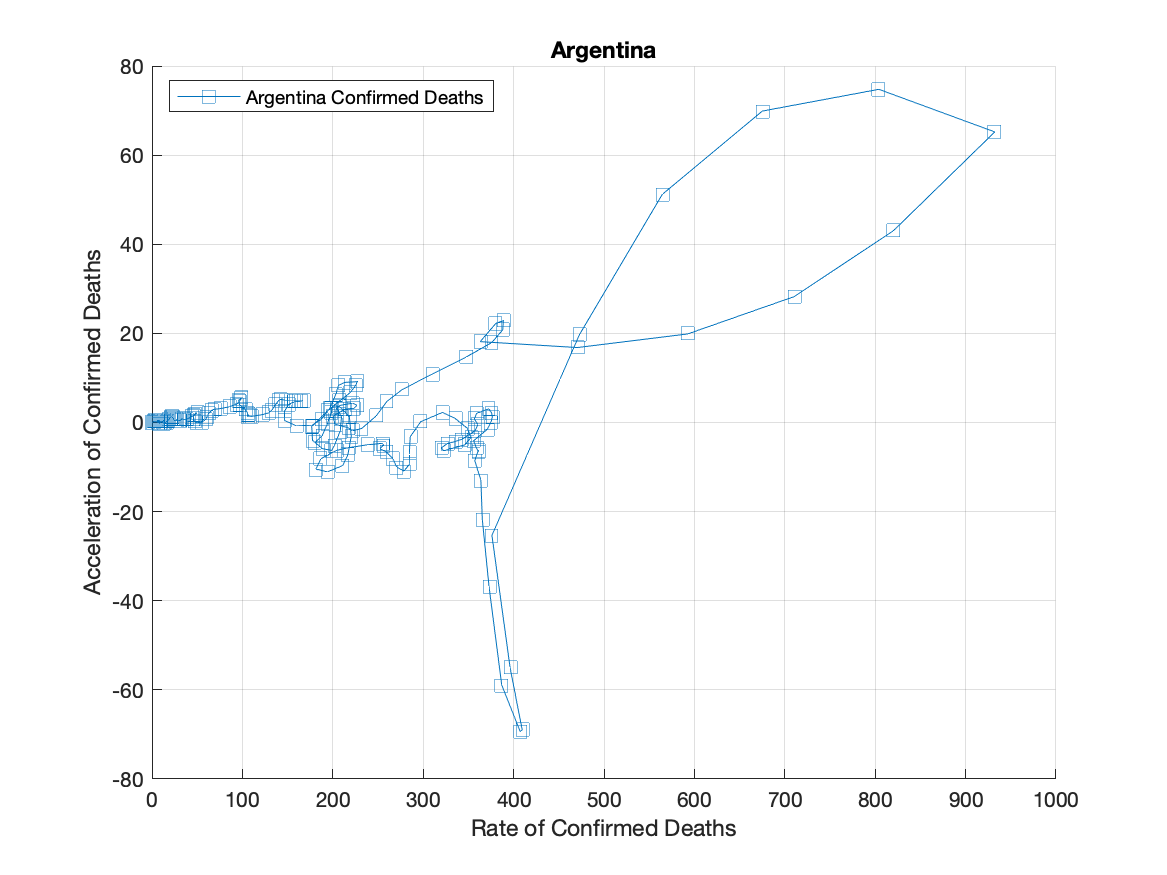 Argentina
Argentina Confirmed Deaths
80
60
40
20
0
-20
-40
-60
-80
Acceleration of Confirmed Deaths
0 100 200 300 400 500 600 700 800 900 1000
Rate of Confirmed Deaths